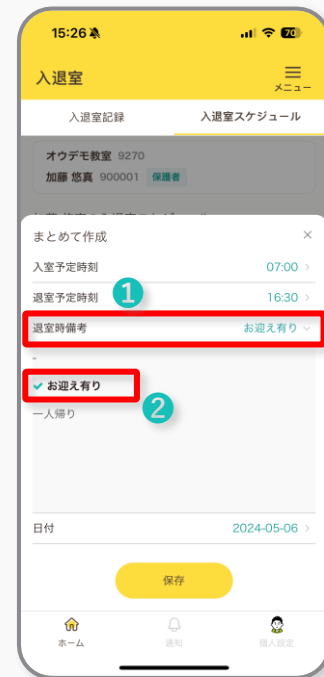 15:26
70
入退室
メニュー
入退室記録
入退室スケジュール
オウデモ教室 9270
加藤 悠真 900001 保護者
まとめて作成 ×
入室予定時刻 07:00 >
1
退室予定時刻 16:30 >
退室時備考 お迎え有り
-
お迎え有り
2
一人帰り
日付 2024-05-06 >
保存
ホーム
通知
個人設定